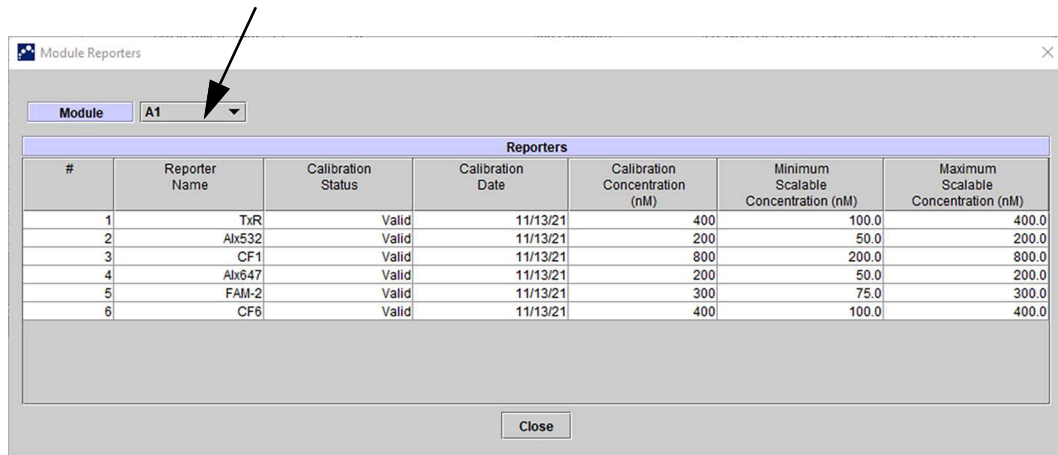 Module Reporters
Module A1
Reporters
# Reporter Name Calibration Status Calibration Date Calibration Concentration (nM) Minimum Scalable Concentration (nM) Maximum Scalable Concentration (nM)
1 TxR Valid 11/13/21 400 100.0 400.0
2 Alx532 Valid 11/13/21 200 50.0 200.0
3 CF1 Valid 11/13/21 800 200.0 800.0
4 Alx647 Valid 11/13/21 200 50.0 200.0
5 FAM-2 Valid 11/13/21 300 75.0 300.0
6 CF6 Valid 11/13/21 400 100.0 400.0
Close